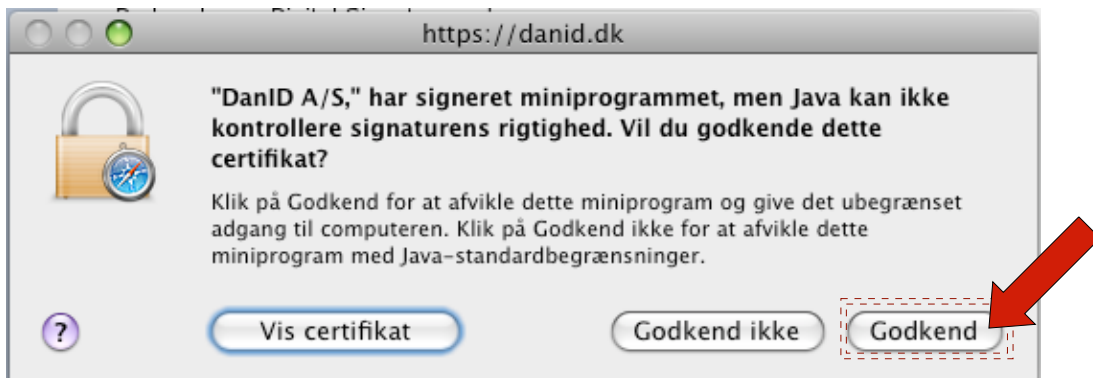 https://danid.dk
"DanID A/S," har signeret miniprogrammet, men Java kan ikke
kontrollere signaturens rigtighed. Vil du godkende dette
certifikat?
Klik på Godkend for at afvikle dette miniprogram og give det ubegrænset
adgang til computeren. Klik på Godkend ikke for at afvikle dette
miniprogram med Java-standardbegrænsninger.
?
Vis certifikat
Godkend ikke
Godkend